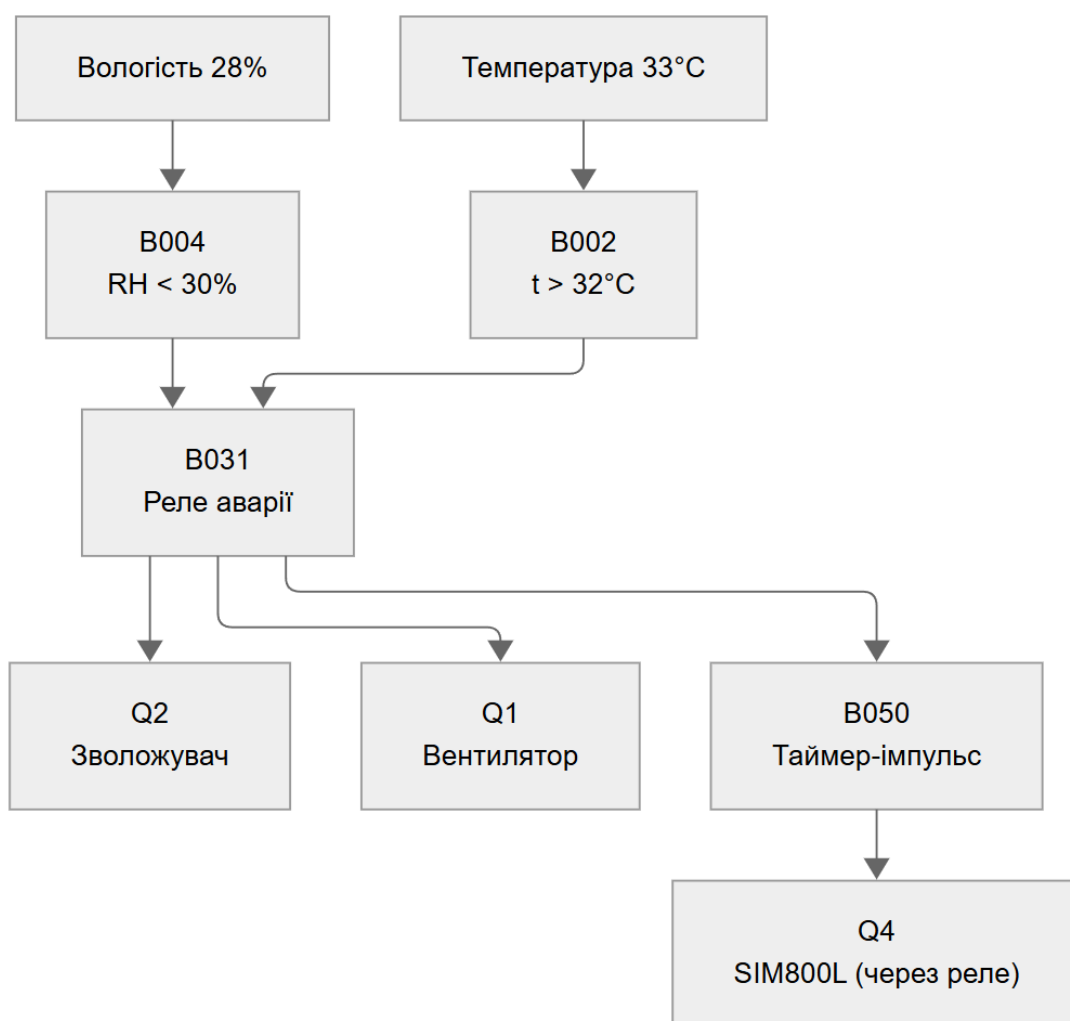 Вологість 28%
Температура 33°C
B004
RH < 30%
B002
t > 32°C
B031
Реле аварії
Q2
Зволожувач
Q1
Вентилятор
B050
Таймер-імпульс
Q4
SIM800L (через реле)